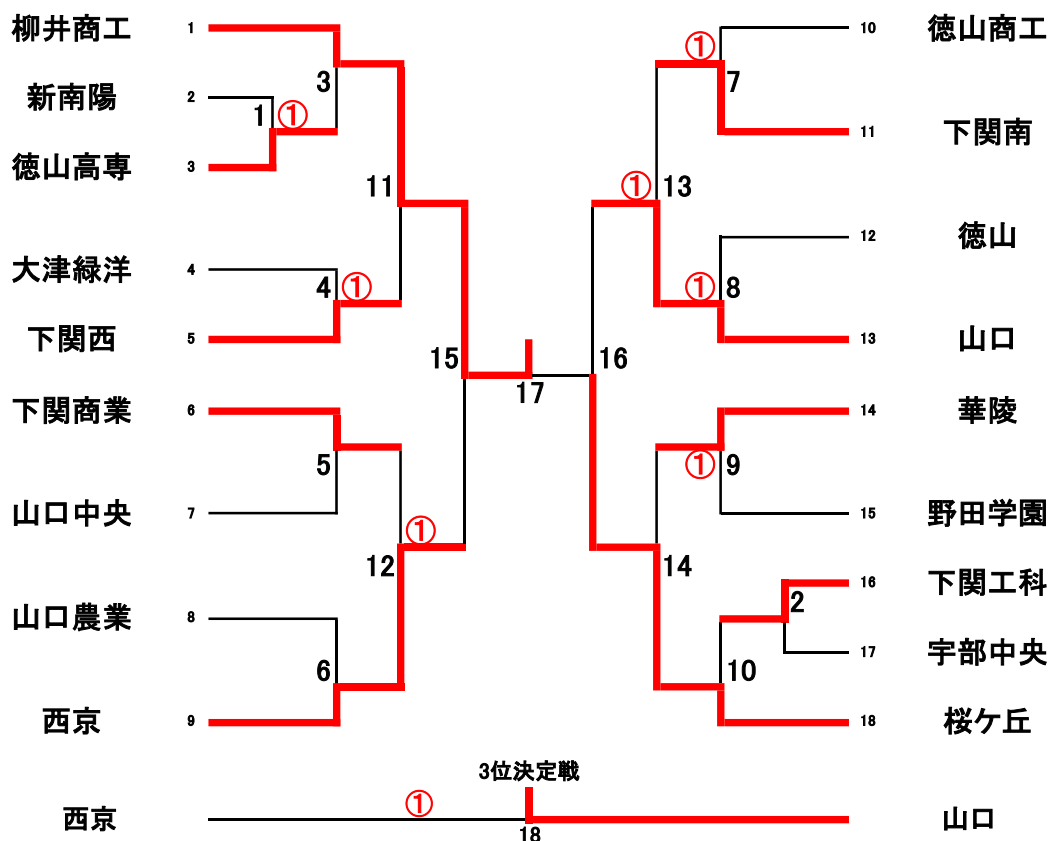 柳井商工 1
新南陽 2
徳山高専 3
大津緑洋 4
下関西 5
下関商業 6
山口中央 7
山口農業 8
西京 9
1 ①
3
4 ①
11
5
6
12 ①
15
17
16
① 13
① 7
① 8
① 9
14
2
10
10 徳山商工
11 下関南
12 徳山
13 山口
14 華陵
15 野田学園
16 下関工科
17 宇部中央
18 桜ケ丘
3位決定戦
西京 ① 18 山口